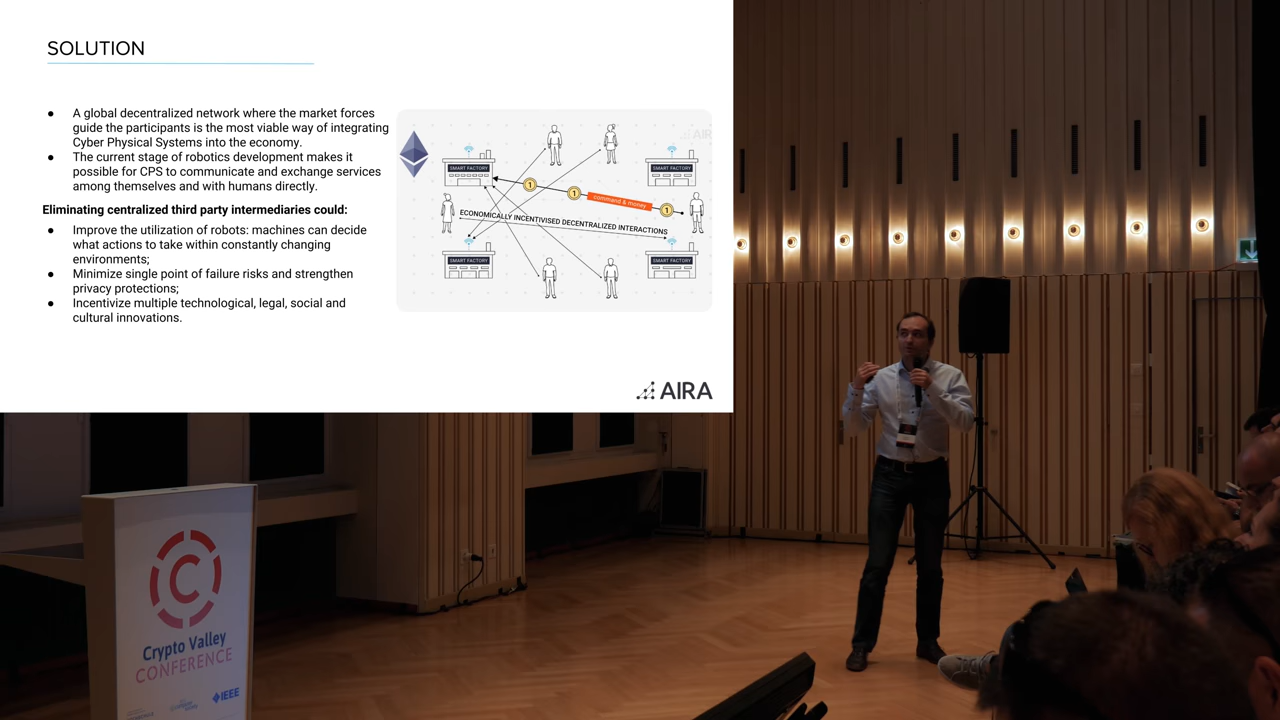 SOLUTION
● A global decentralized network where the market forces
guide the participants is the most viable way of integrating
Cyber Physical Systems into the economy.
● The current stage of robotics development makes it
possible for CPS to communicate and exchange services
among themselves and with humans directly.
Eliminating centralized third party intermediaries could:
● Improve the utilization of robots: machines can decide
what actions to take within constantly changing
environments;
● Minimize single point of failure risks and strengthen
privacy protections;
● Incentivize multiple technological, legal, social and
cultural innovations.
AIRA
SMART FACTORY
SMART FACTORY
1
1
command & money
1
ECONOMICALLY INCENTIVISED DECENTRALIZED INTERACTIONS
SMART FACTORY
SMART FACTORY
AIRA
C
Crypto Valley
CONFERENCE
IEEE